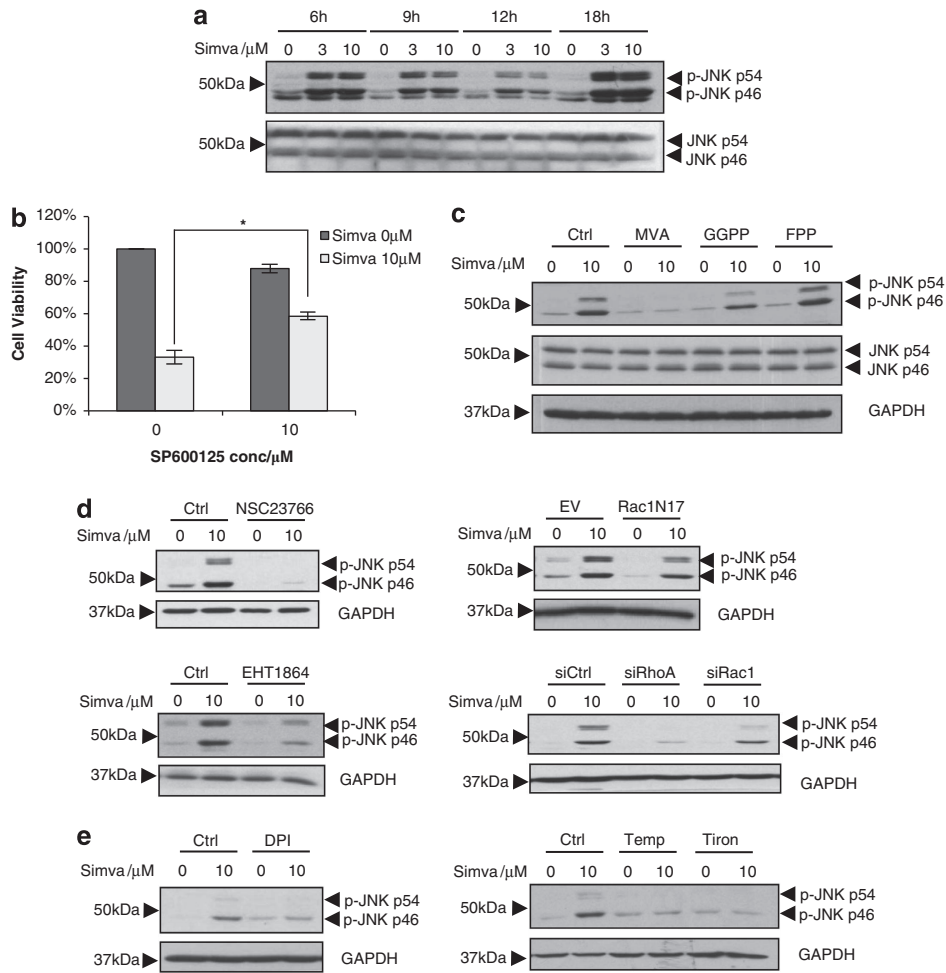 a
6h 9h 12h 18h
Simva/μM 0 3 10 0 3 10 0 3 10 0 3 10
50kDa
p-JNK p54
p-JNK p46
50kDa
JNK p54
JNK p46
b
120%
100%
80%
60%
40%
20%
0%
Cell Viability
*
Simva 0μM
Simva 10μM
0 10
SP600125 conc/μM
c
Ctrl MVA GGPP FPP
Simva/μM 0 10 0 10 0 10 0 10
50kDa
p-JNK p54
p-JNK p46
50kDa
JNK p54
JNK p46
37kDa
GAPDH
d
Ctrl NSC23766
Simva/μM 0 10 0 10
50kDa
p-JNK p54
p-JNK p46
37kDa
GAPDH
EV Rac1N17
Simva/μM 0 10 0 10
50kDa
p-JNK p54
p-JNK p46
37kDa
GAPDH
Ctrl EHT1864
Simva/μM 0 10 0 10
50kDa
p-JNK p54
p-JNK p46
37kDa
GAPDH
siCtrl siRhoA siRac1
Simva/μM 0 10 0 10 0 10
50kDa
p-JNK p54
p-JNK p46
37kDa
GAPDH
e
Ctrl DPI
Simva/μM 0 10 0 10
50kDa
p-JNK p54
p-JNK p46
37kDa
GAPDH
Ctrl Temp Tiron
Simva/μM 0 10 0 10 0 10
50kDa
p-JNK p54
p-JNK p46
37kDa
GAPDH